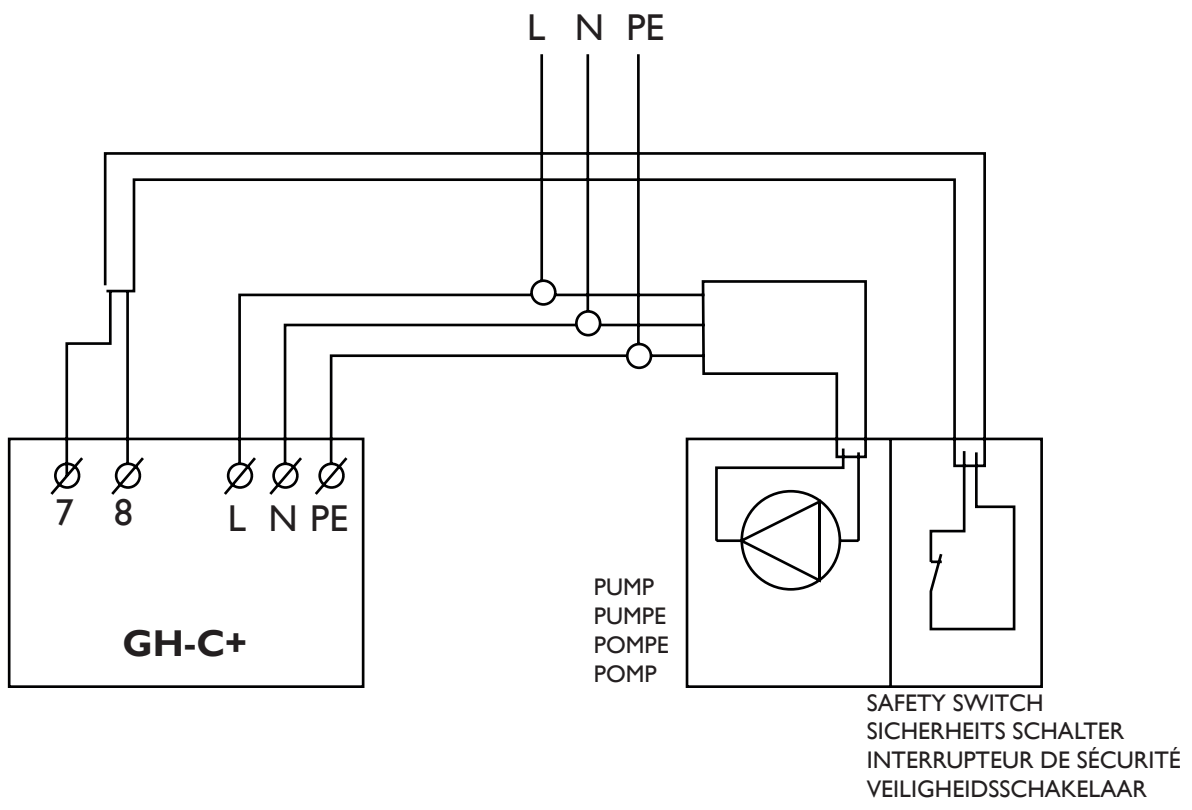 L N PE
7 8 L N PE
GH-C+
PUMP
PUMPE
POMPE
POMP
SAFETY SWITCH
SICHERHEITS SCHALTER
INTERRUPTEUR DE SÉCURITÉ
VEILIGHEIDSSCHAKELAAR